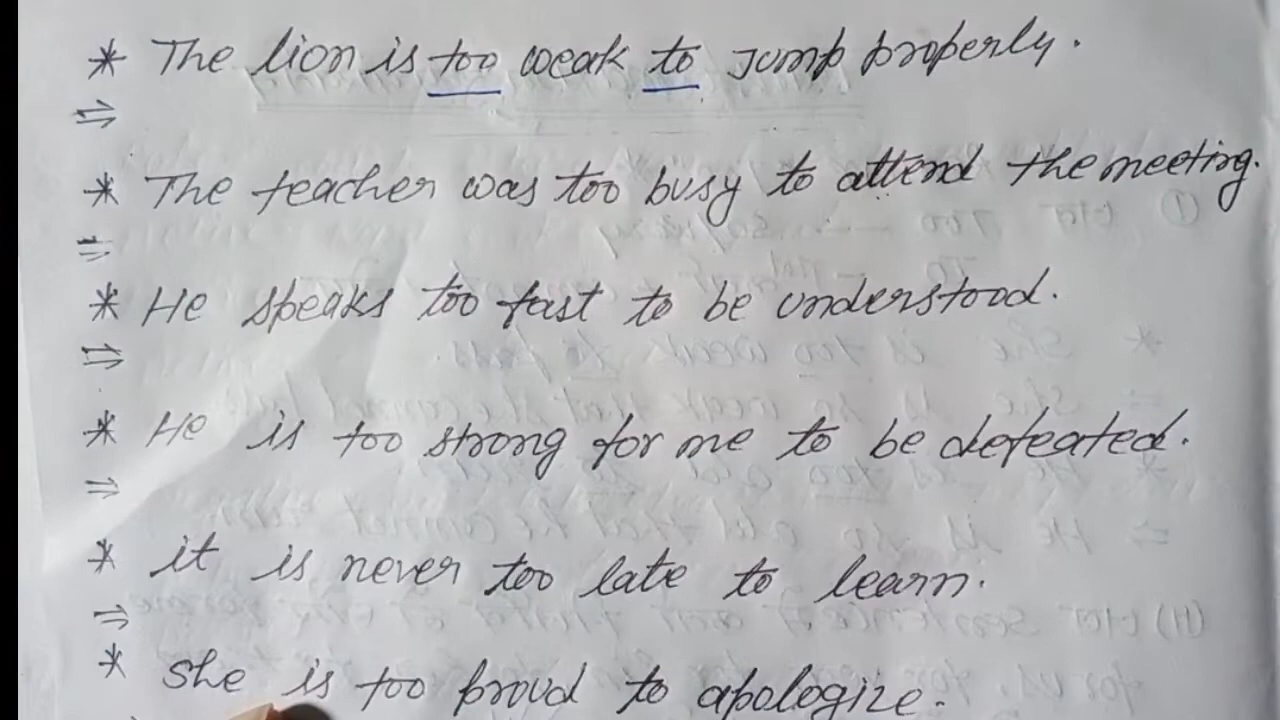 * The lion is too weak to Jump properly.
⇒
* The teacher was too busy to attend the meeting.
⇒
* He speaks too fast to be understood.
⇒
* He is too strong for me to be defeated.
⇒
* it is never too late to learn.
⇒
* She is too proud to apologize.